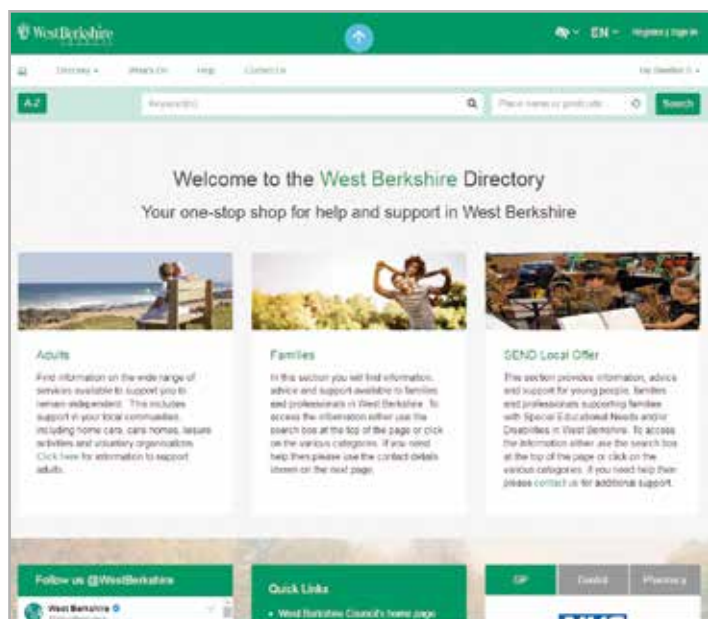 West Berkshire
COUNCIL
EN
Register | Sign In
Directory
What's On
Help
Contact Us
A-Z
Keyword(s)
Place name or postcode
Search
Welcome to the West Berkshire Directory
Your one-stop shop for help and support in West Berkshire
Adults
Find information on the wide range of
services available to support you to
remain independent. This includes
support in your local communities
including home care, care homes, leisure
activities and voluntary organisations.
Click here for information to support
adults.
Families
In this section you will find information,
advice and support available to families
and professionals in West Berkshire. To
access the information either use the
search box at the top of the page or click
on the various categories. If you need
help then please use the contact details
shown on the next page.
SEND Local Offer
This section provides information, advice
and support for young people, families
and professionals supporting families
with Special Educational Needs and/or
Disabilities in West Berkshire. To access
the information either use the search box
at the top of the page or click on the
various categories. If you need help then
please contact us for additional support.
Follow us @WestBerkshire
West Berkshire
Quick Links
West Berkshire Council's home page
GP
Dentist
Pharmacy